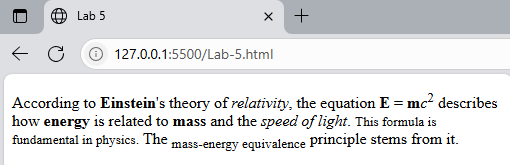 Lab 5
127.0.0.1:5500/Lab-5.html
According to Einstein's theory of relativity, the equation E = mc² describes
how energy is related to mass and the speed of light. This formula is
fundamental in physics. The mass-energy equivalence principle stems from it.